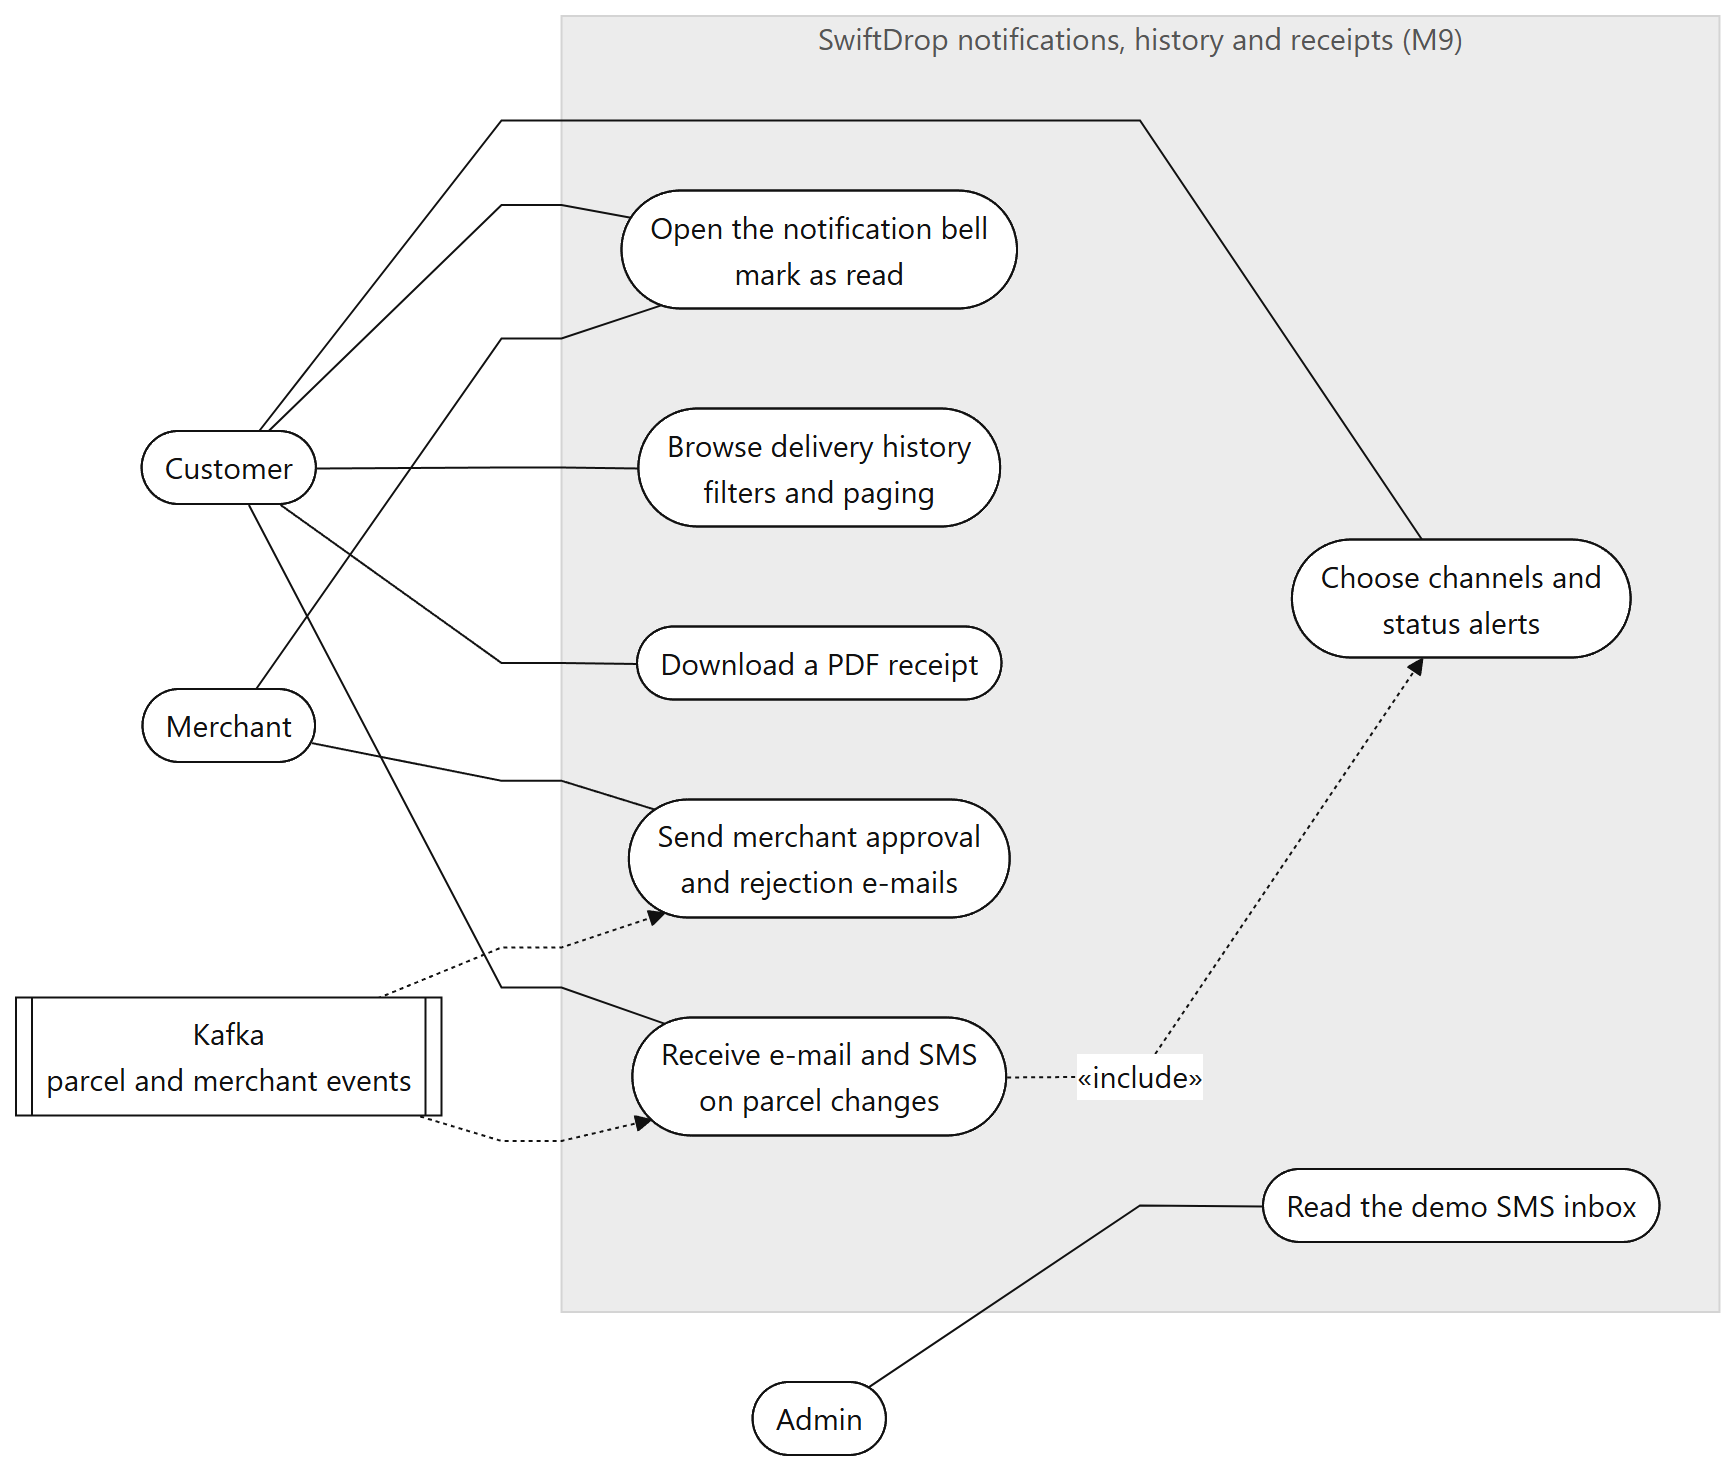 SwiftDrop notifications, history and receipts (M9)
Open the notification bell
mark as read
Customer
Browse delivery history
filters and paging
Choose channels and
status alerts
Download a PDF receipt
Merchant
Send merchant approval
and rejection e-mails
Kafka
parcel and merchant events
Receive e-mail and SMS
on parcel changes
«include»
Read the demo SMS inbox
Admin